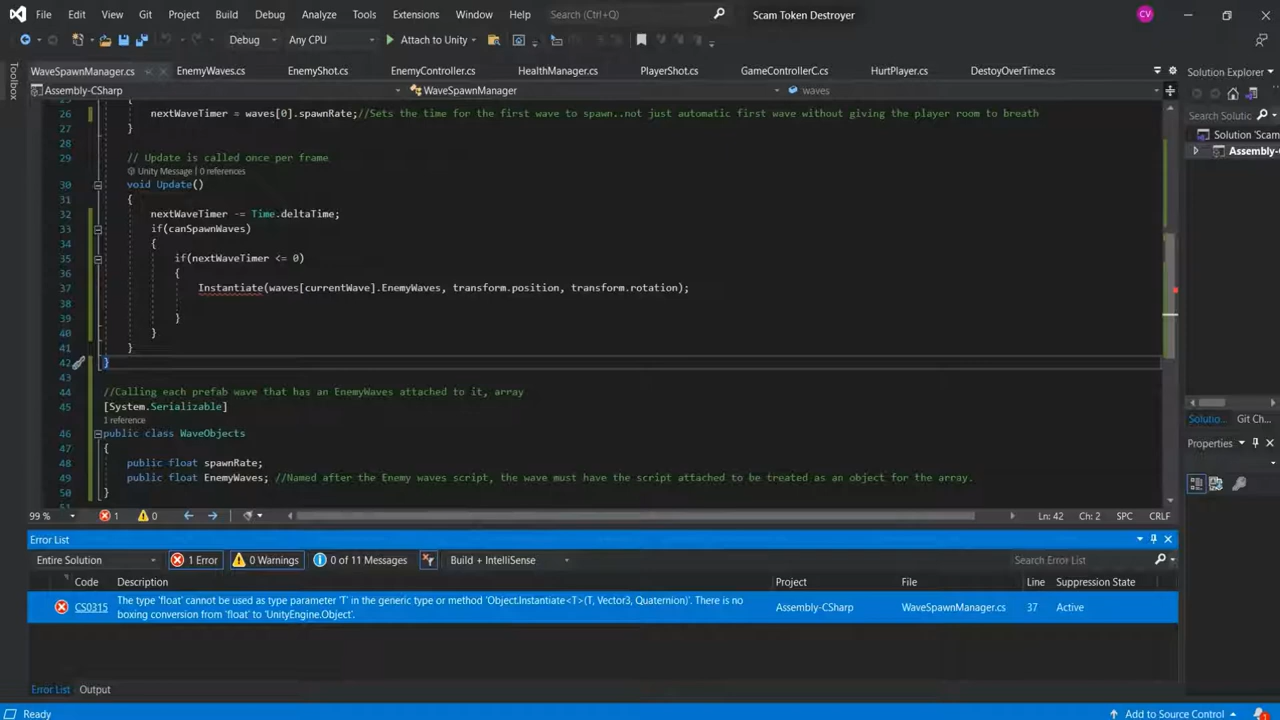 File Edit View Git Project Build Debug Analyze Tools Extensions Window Help Search (Ctrl+Q) Scam Token Destroyer CV
Debug Any CPU Attach to Unity
Toolbox
WaveSpawnManager.cs EnemyWaves.cs EnemyShot.cs EnemyController.cs HealthManager.cs PlayerShot.cs GameControllerC.cs HurtPlayer.cs DestoyOverTime.cs Solution Explorer
Assembly-CSharp WaveSpawnManager waves
Search Solutic
Solution 'Scam
Assembly-
26 nextWaveTimer = waves[0].spawnRate;//Sets the time for the first wave to spawn..not just automatic first wave without giving the player room to breath
27 }
28
29 // Update is called once per frame
Unity Message | 0 references
30 void Update()
31 {
32 nextWaveTimer -= Time.deltaTime;
33 if(canSpawnWaves)
34 {
35 if(nextWaveTimer <= 0)
36 {
37 Instantiate(waves[currentWave].EnemyWaves, transform.position, transform.rotation);
38
39 }
40 }
41 }
42 }
43
44 //Calling each prefab wave that has an EnemyWaves attached to it, array
45 [System.Serializable]
1 reference
46 public class WaveObjects
47 {
48 public float spawnRate;
49 public float EnemyWaves; //Named after the Enemy waves script, the wave must have the script attached to be treated as an object for the array.
50 }
Solutio... Git Ch...
Properties
99 % 1 0 Ln: 42 Ch: 2 SPC CRLF
Error List
Entire Solution 1 Error 0 Warnings 0 of 11 Messages Build + IntelliSense Search Error List
Code Description Project File Line Suppression State
CS0315 The type 'float' cannot be used as type parameter 'T' in the generic type or method 'Object.Instantiate<T>(T, Vector3, Quaternion)'. There is no Assembly-CSharp WaveSpawnManager.cs 37 Active
boxing conversion from 'float' to 'UnityEngine.Object'.
Error List Output
Ready Add to Source Control